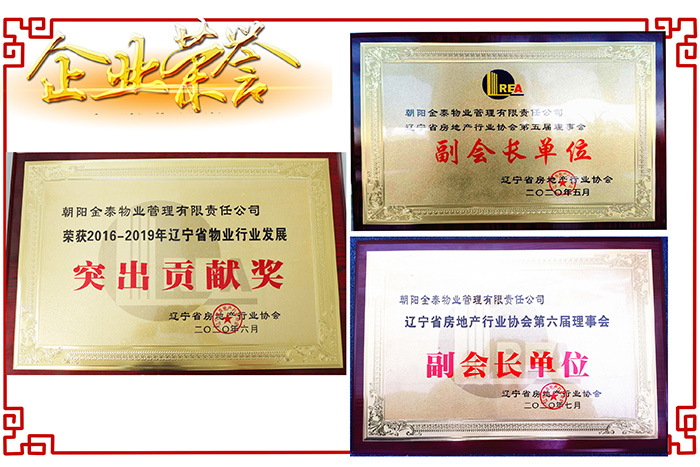 企业荣誉
朝阳金泰物业管理有限责任公司
荣获2016-2019年辽宁省物业行业发展
突出贡献奖
辽宁省房地产行业协会
二〇二〇年六月
LREA
朝阳金泰物业管理有限责任公司
辽宁省房地产行业协会第五届理事会
副会长单位
辽宁省房地产行业协会
二〇二〇年五月
朝阳金泰物业管理有限责任公司
辽宁省房地产行业协会第六届理事会
副会长单位
辽宁省房地产行业协会
二〇二〇年七月